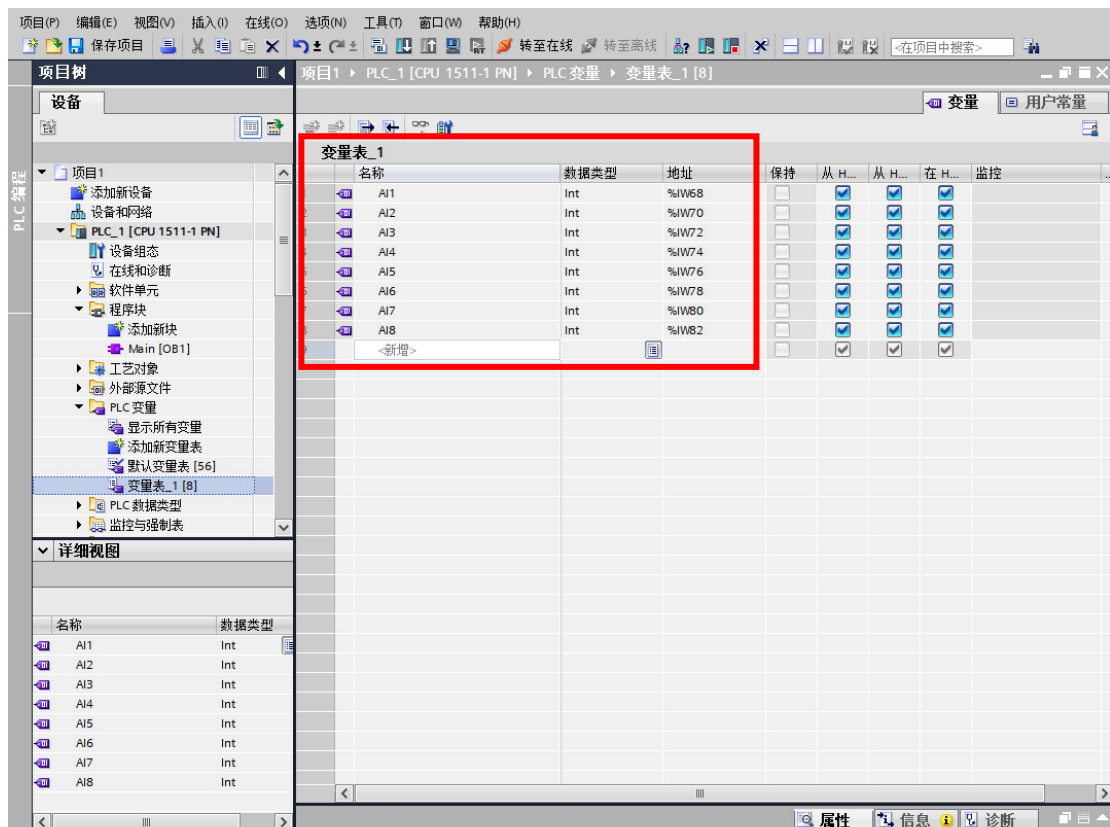 项目(P) 编辑(E) 视图(V) 插入(I) 在线(O) 选项(N) 工具(T) 窗口(W) 帮助(H)
保存项目 转至在线 转至离线 <在项目中搜索>
项目树
项目1 PLC_1 [CPU 1511-1 PN] PLC 变量 变量表_1 [8]
设备
变量 用户常量
PLC 编程
项目1
添加新设备
设备和网络
PLC_1 [CPU 1511-1 PN]
设备组态
在线和诊断
软件单元
程序块
添加新块
Main [OB1]
工艺对象
外部源文件
PLC 变量
显示所有变量
添加新变量表
默认变量表 [56]
变量表_1 [8]
PLC 数据类型
监控与强制表
变量表_1
名称 数据类型 地址 保持 从 H... 从 H... 在 H... 监控
AI1 Int %IW68
AI2 Int %IW70
AI3 Int %IW72
AI4 Int %IW74
AI5 Int %IW76
AI6 Int %IW78
AI7 Int %IW80
AI8 Int %IW82
<新增>
详细视图
名称 数据类型
AI1 Int
AI2 Int
AI3 Int
AI4 Int
AI5 Int
AI6 Int
AI7 Int
AI8 Int
属性 信息 诊断